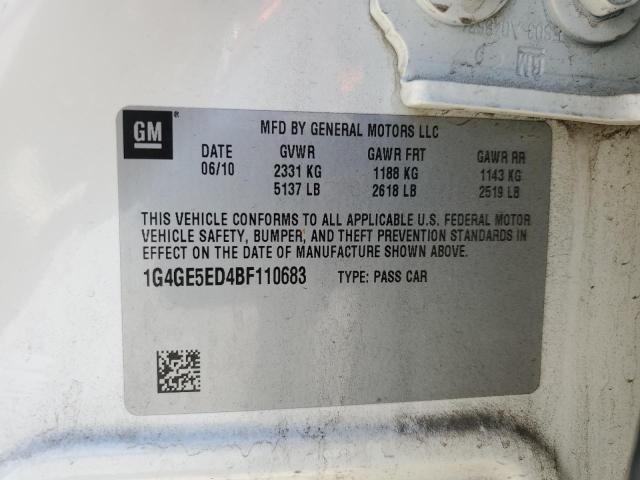 GM
MFD BY GENERAL MOTORS LLC
DATE GVWR GAWR FRT GAWR RR
06/10 2331 KG 1188 KG 1143 KG
5137 LB 2618 LB 2519 LB
THIS VEHICLE CONFORMS TO ALL APPLICABLE U.S. FEDERAL MOTOR
VEHICLE SAFETY, BUMPER, AND THEFT PREVENTION STANDARDS IN
EFFECT ON THE DATE OF MANUFACTURE SHOWN ABOVE.
1G4GE5ED4BF110683 TYPE: PASS CAR
GM